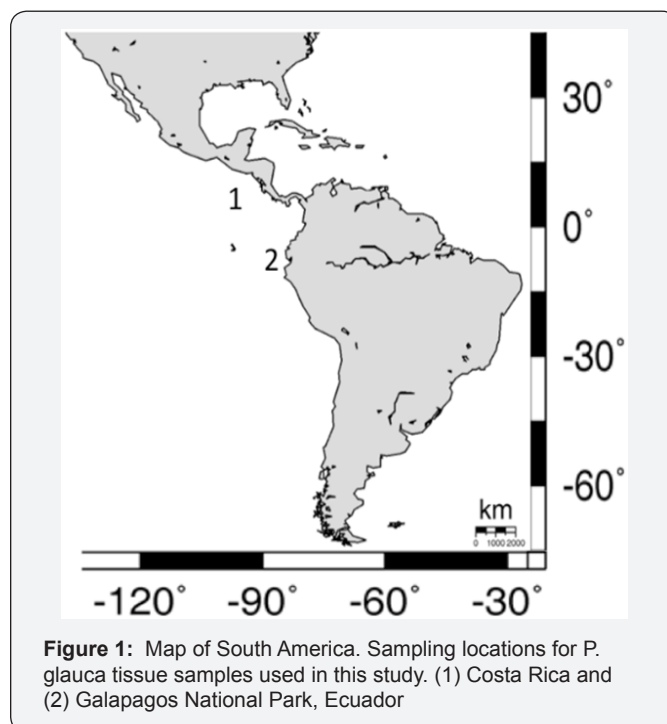 30°
1
0°
2
-30°
-60°
km
0 1000 2000
-120° -90° -60° -30°
Figure 1: Map of South America. Sampling locations for P.
glauca tissue samples used in this study. (1) Costa Rica and
(2) Galapagos National Park, Ecuador